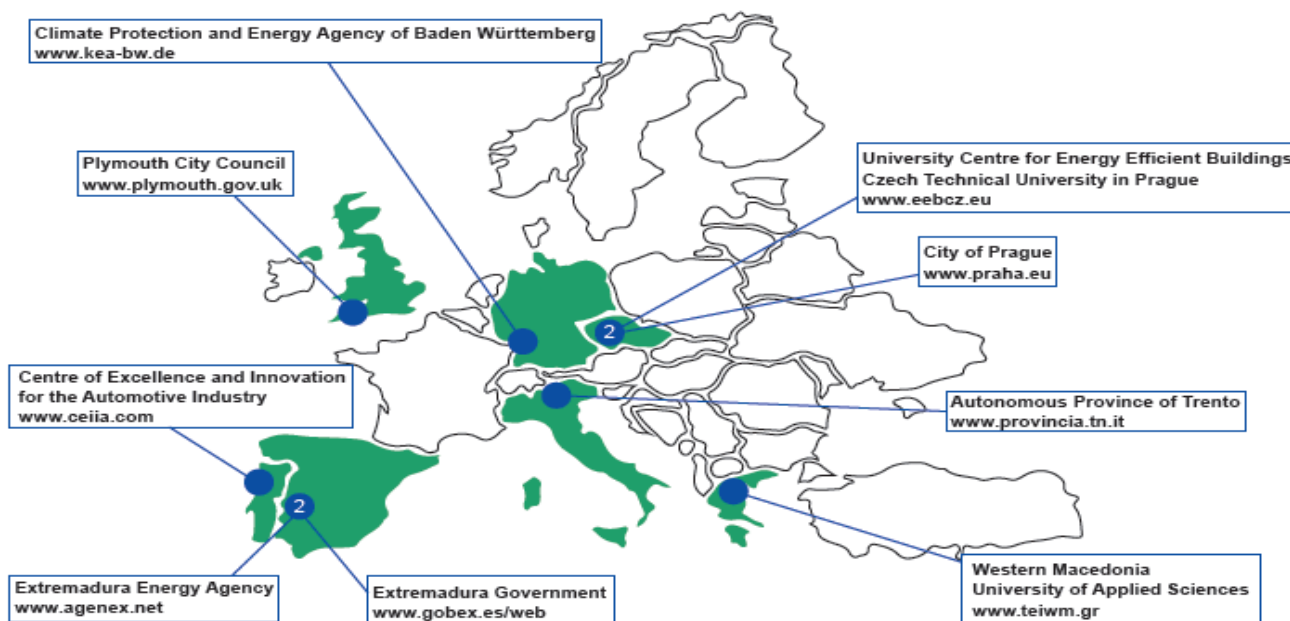 Climate Protection and Energy Agency of Baden Württemberg
www.kea-bw.de
Plymouth City Council
www.plymouth.gov.uk
University Centre for Energy Efficient Buildings
Czech Technical University in Prague
www.eebcz.eu
City of Prague
www.praha.eu
2
Centre of Excellence and Innovation
for the Automotive Industry
www.ceiia.com
Autonomous Province of Trento
www.provincia.tn.it
2
Extremadura Energy Agency
www.agenex.net
Extremadura Government
www.gobex.es/web
Western Macedonia
University of Applied Sciences
www.teiwm.gr